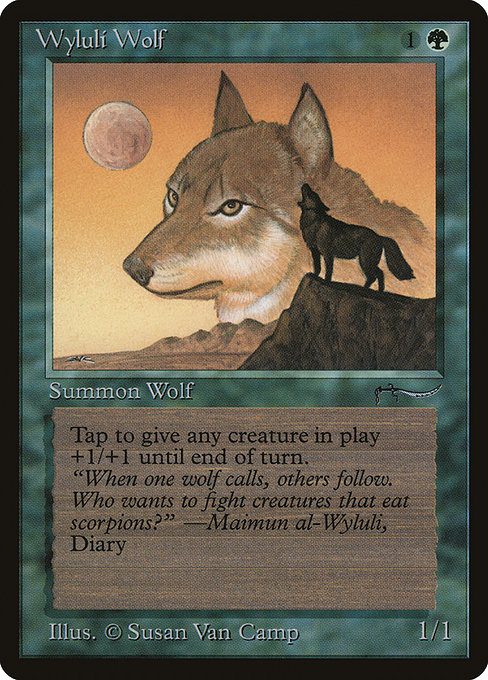 Wyluli Wolf 1
Summon Wolf
Tap to give any creature in play
+1/+1 until end of turn.
“When one wolf calls, others follow.
Who wants to fight creatures that eat
scorpions?” —Maimun al-Wyluli,
Diary
Illus. © Susan Van Camp 1/1